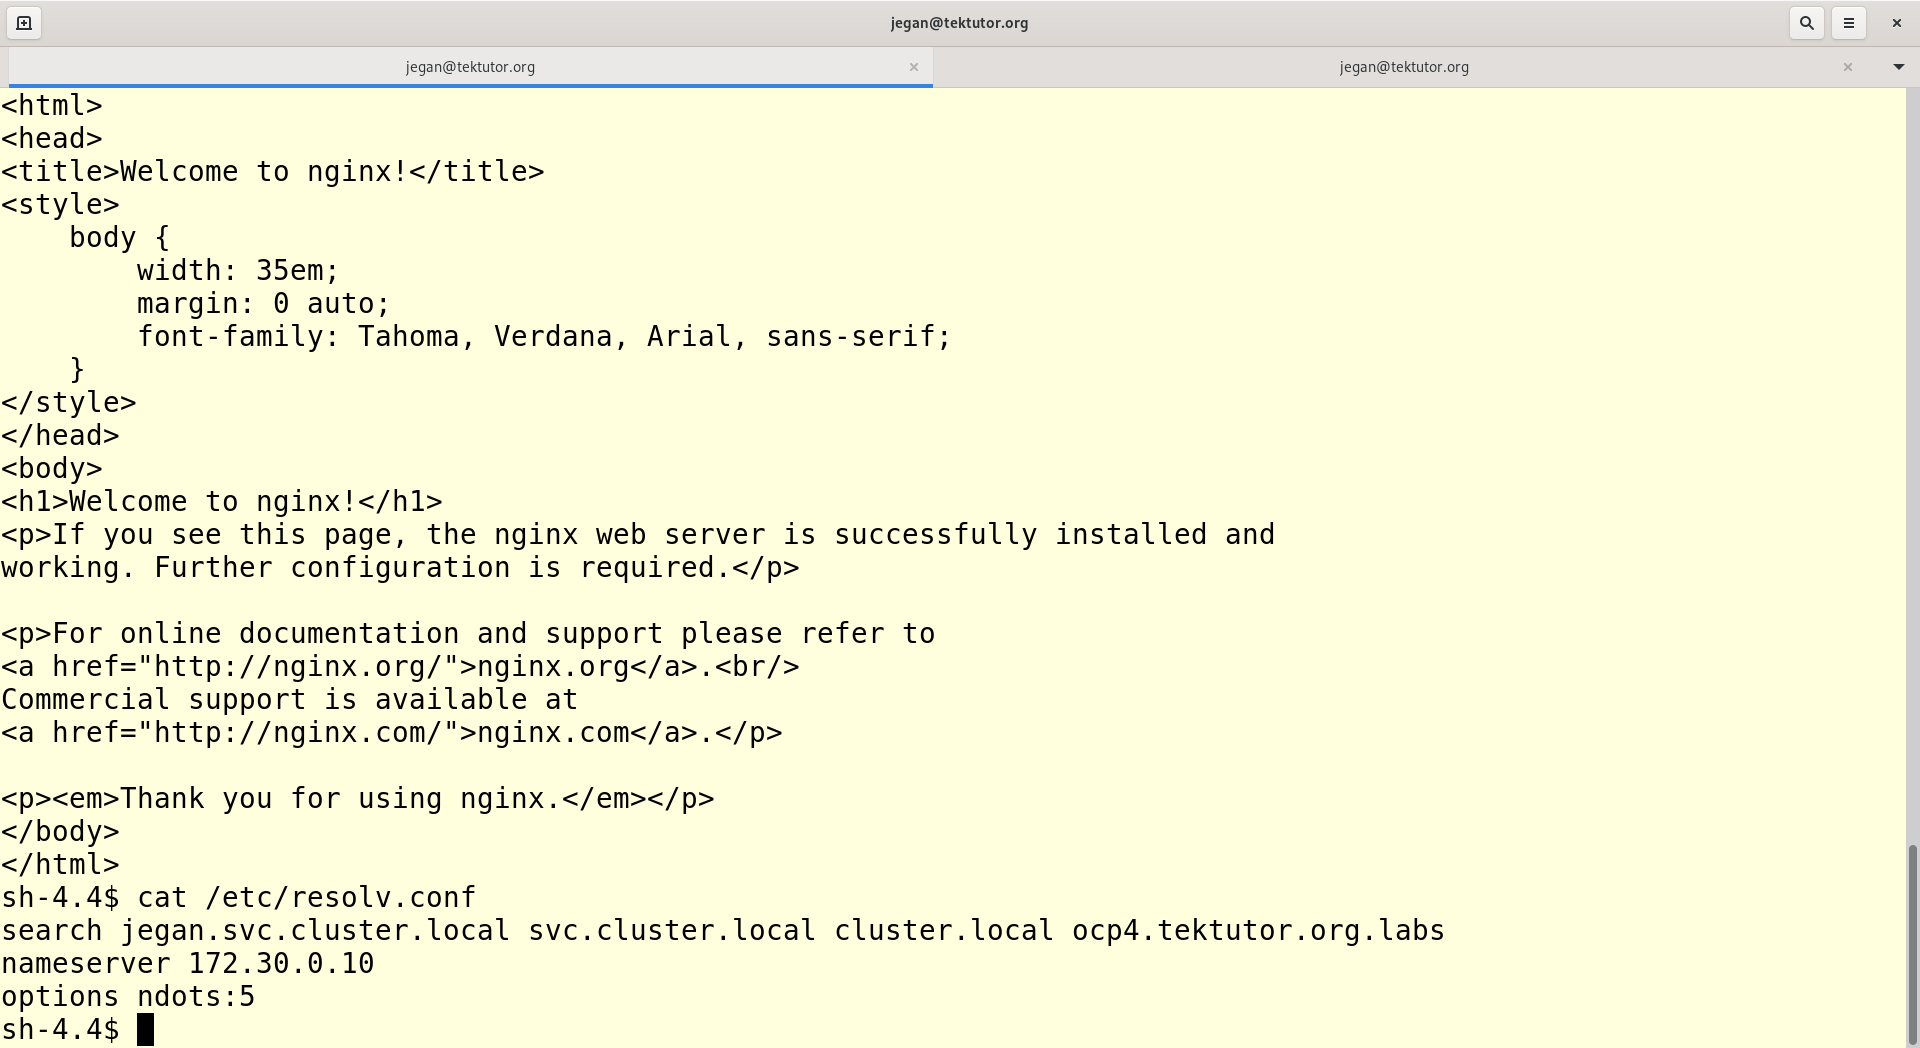 jegan@tektutor.org
jegan@tektutor.org
jegan@tektutor.org
<html>
<head>
<title>Welcome to nginx!</title>
<style>
    body {
        width: 35em;
        margin: 0 auto;
        font-family: Tahoma, Verdana, Arial, sans-serif;
    }
</style>
</head>
<body>
<h1>Welcome to nginx!</h1>
<p>If you see this page, the nginx web server is successfully installed and
working. Further configuration is required.</p>

<p>For online documentation and support please refer to
<a href="http://nginx.org/">nginx.org</a>.<br/>
Commercial support is available at
<a href="http://nginx.com/">nginx.com</a>.</p>

<p><em>Thank you for using nginx.</em></p>
</body>
</html>
sh-4.4$ cat /etc/resolv.conf
search jegan.svc.cluster.local svc.cluster.local cluster.local ocp4.tektutor.org.labs
nameserver 172.30.0.10
options ndots:5
sh-4.4$